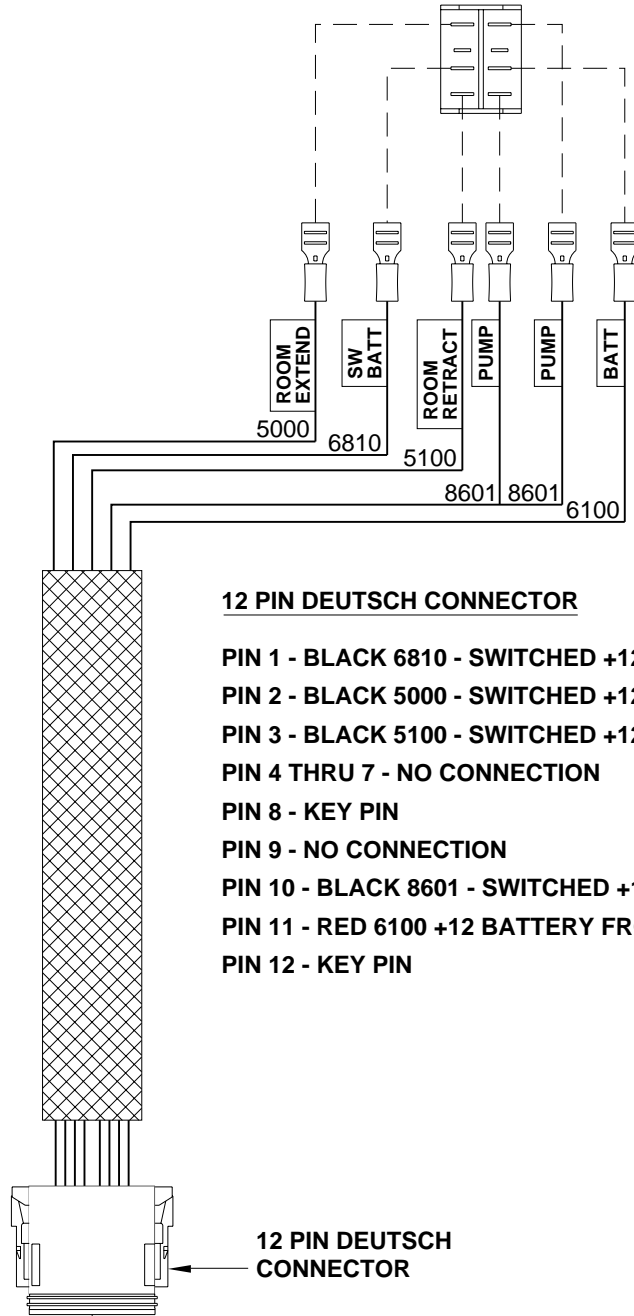 ROOM
EXTEND
SW
BATT
ROOM
RETRACT
PUMP
PUMP
BATT
5000
6810
5100
8601
8601
6100
12 PIN DEUTSCH CONNECTOR
PIN 1 - BLACK 6810 - SWITCHED +12
PIN 2 - BLACK 5000 - SWITCHED +12
PIN 3 - BLACK 5100 - SWITCHED +12
PIN 4 THRU 7 - NO CONNECTION
PIN 8 - KEY PIN
PIN 9 - NO CONNECTION
PIN 10 - BLACK 8601 - SWITCHED +1
PIN 11 - RED 6100 +12 BATTERY FRO
PIN 12 - KEY PIN
12 PIN DEUTSCH
CONNECTOR